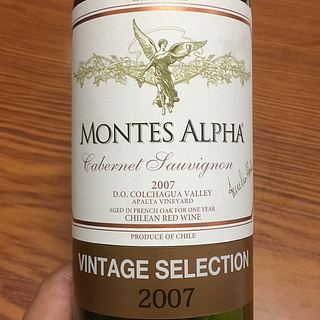 MONTES ALPHA
Cabernet Sauvignon
2007
D.O. COLCHAGUA VALLEY
APALTA VINEYARD
AGED IN FRENCH OAK FOR ONE YEAR
CHILEAN RED WINE
PRODUCE OF CHILE
VINTAGE SELECTION
2007